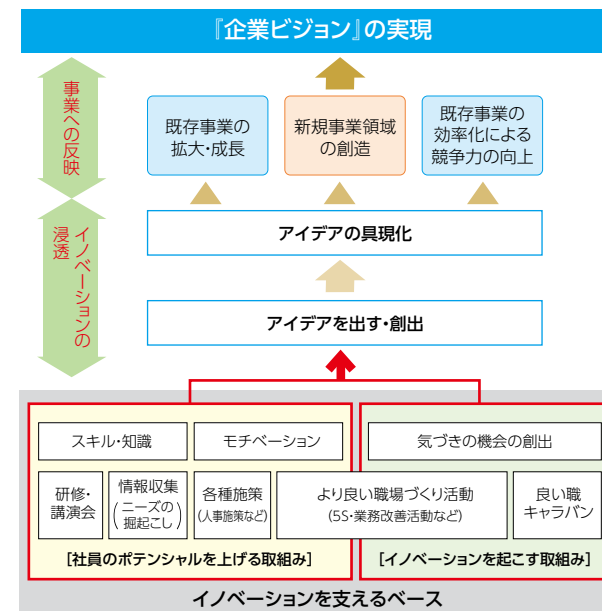 『企業ビジョン』の実現
事業への反映
既存事業の
拡大・成長
新規事業領域
の創造
既存事業の
効率化による
競争力の向上
イノベーションの
浸透
アイデアの具現化
アイデアを出す・創出
スキル・知識
モチベーション
気づきの機会の創出
研修・
講演会
情報収集
(ニーズの
掘起こし)
各種施策
(人事施策など)
より良い職場づくり活動
(5S・業務改善活動など)
良い職
キャラバン
[社員のポテンシャルを上げる取組み]
[イノベーションを起こす取組み]
イノベーションを支えるベース